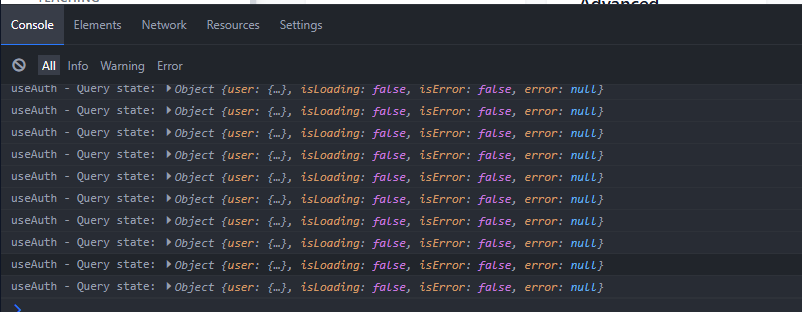 TEACHING
Advanced
Console Elements Network Resources Settings
All Info Warning Error
useAuth - Query state: ▶Object {user: {…}, isLoading: false, isError: false, error: null}
useAuth - Query state: ▶Object {user: {…}, isLoading: false, isError: false, error: null}
useAuth - Query state: ▶Object {user: {…}, isLoading: false, isError: false, error: null}
useAuth - Query state: ▶Object {user: {…}, isLoading: false, isError: false, error: null}
useAuth - Query state: ▶Object {user: {…}, isLoading: false, isError: false, error: null}
useAuth - Query state: ▶Object {user: {…}, isLoading: false, isError: false, error: null}
useAuth - Query state: ▶Object {user: {…}, isLoading: false, isError: false, error: null}
useAuth - Query state: ▶Object {user: {…}, isLoading: false, isError: false, error: null}
useAuth - Query state: ▶Object {user: {…}, isLoading: false, isError: false, error: null}
useAuth - Query state: ▶Object {user: {…}, isLoading: false, isError: false, error: null}